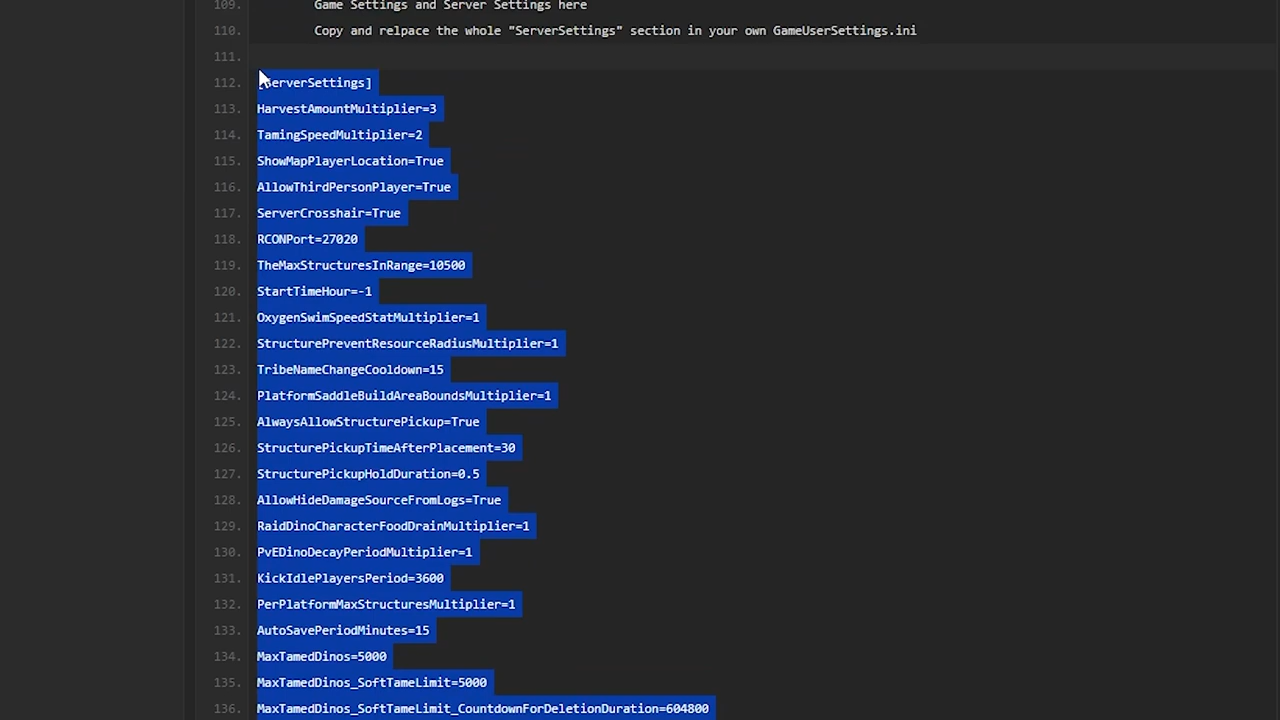 109. Game Settings and Server Settings here
110. Copy and relpace the whole "ServerSettings" section in your own GameUserSettings.ini
111.
112. [ServerSettings]
113. HarvestAmountMultiplier=3
114. TamingSpeedMultiplier=2
115. ShowMapPlayerLocation=True
116. AllowThirdPersonPlayer=True
117. ServerCrosshair=True
118. RCONPort=27020
119. TheMaxStructuresInRange=10500
120. StartTimeHour=-1
121. OxygenSwimSpeedStatMultiplier=1
122. StructurePreventResourceRadiusMultiplier=1
123. TribeNameChangeCooldown=15
124. PlatformSaddleBuildAreaBoundsMultiplier=1
125. AlwaysAllowStructurePickup=True
126. StructurePickupTimeAfterPlacement=30
127. StructurePickupHoldDuration=0.5
128. AllowHideDamageSourceFromLogs=True
129. RaidDinoCharacterFoodDrainMultiplier=1
130. PvEDinoDecayPeriodMultiplier=1
131. KickIdlePlayersPeriod=3600
132. PerPlatformMaxStructuresMultiplier=1
133. AutoSavePeriodMinutes=15
134. MaxTamedDinos=5000
135. MaxTamedDinos_SoftTameLimit=5000
136. MaxTamedDinos_SoftTameLimit_CountdownForDeletionDuration=604800